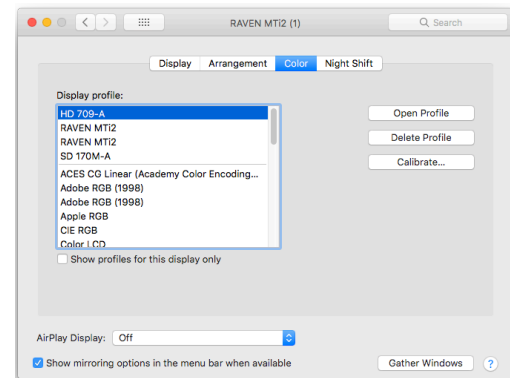 RAVEN MTi2 (1)
Search
Display Arrangement Color Night Shift
Display profile:
HD 709-A
RAVEN MTi2
RAVEN MTi2
SD 170M-A
ACES CG Linear (Academy Color Encoding...
Adobe RGB (1998)
Adobe RGB (1998)
Apple RGB
CIE RGB
Color LCD
Open Profile
Delete Profile
Calibrate...
Show profiles for this display only
AirPlay Display: Off
Show mirroring options in the menu bar when available
Gather Windows ?